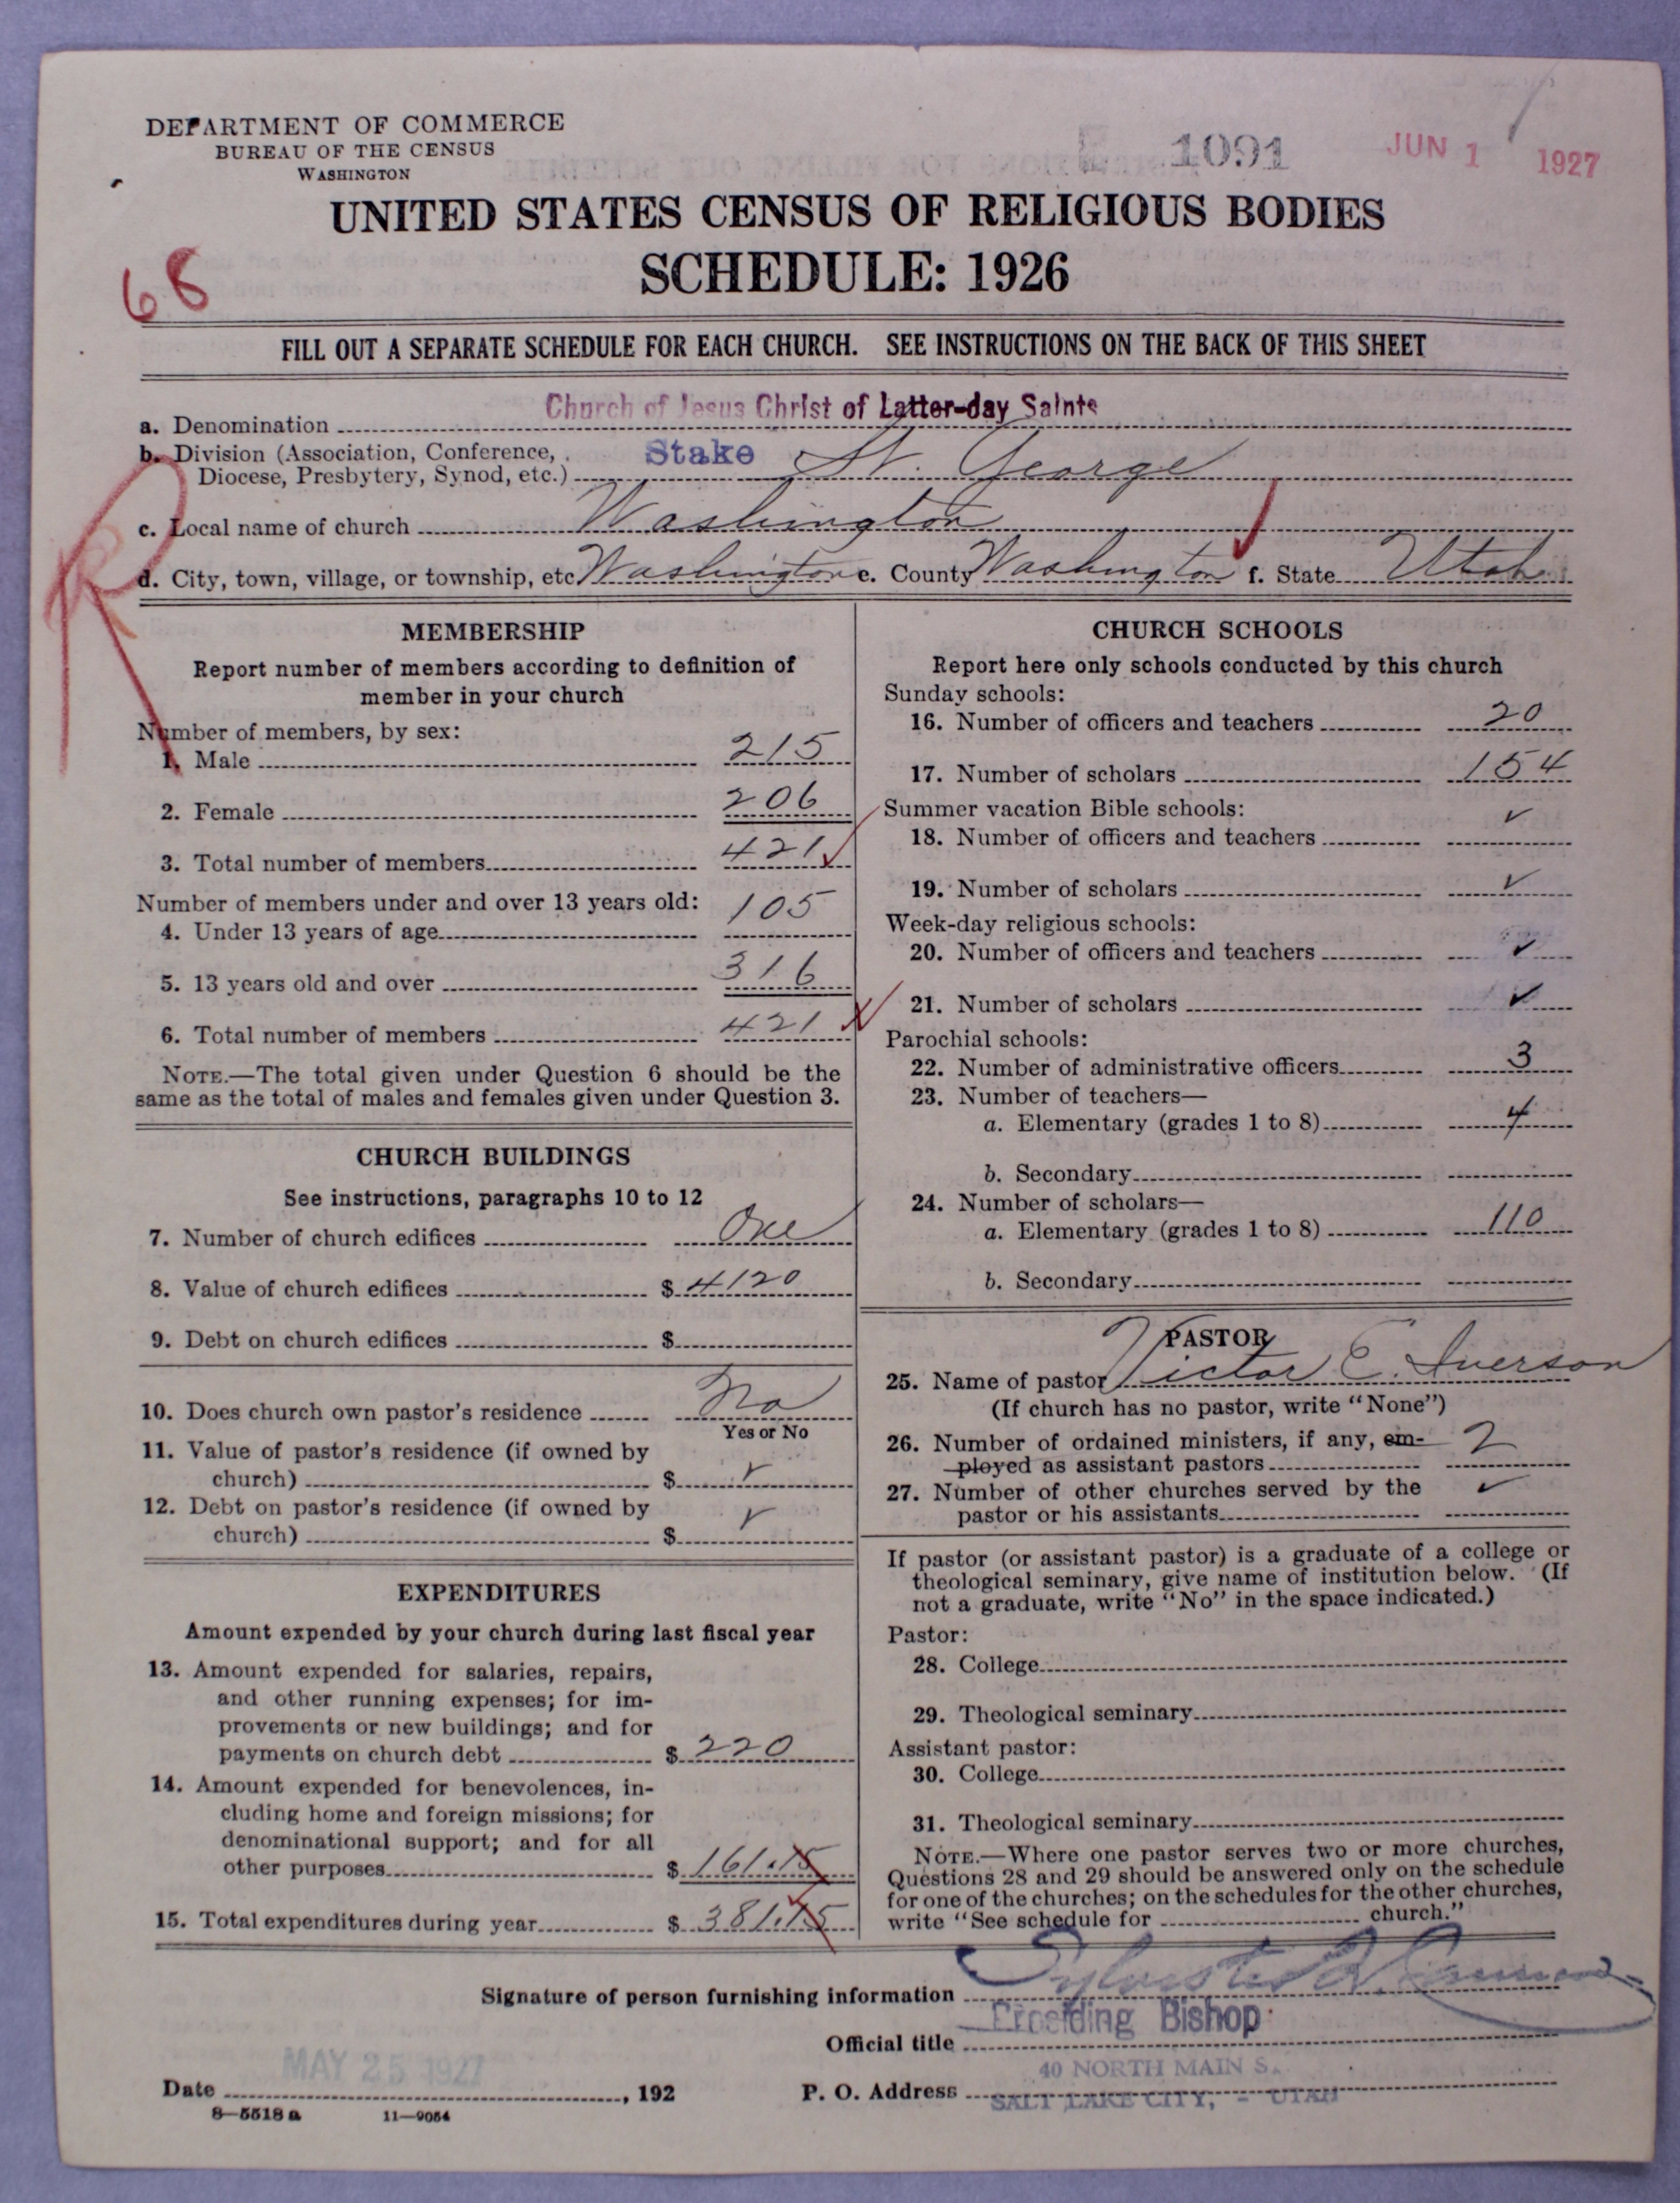 DEPARTMENT OF COMMERCE
BUREAU OF THE CENSUS
WASHINGTON
1091
JUN 1 1927
UNITED STATES CENSUS OF RELIGIOUS BODIES
SCHEDULE: 1926
68
FILL OUT A SEPARATE SCHEDULE FOR EACH CHURCH. SEE INSTRUCTIONS ON THE BACK OF THIS SHEET
a. Denomination Church of Jesus Christ of Latter-day Saints
b. Division (Association, Conference, Diocese, Presbytery, Synod, etc.) Stake St. George
c. Local name of church Washington
d. City, town, village, or township, etc. Washington e. County Washington f. State Utah
R
MEMBERSHIP
Report number of members according to definition of
member in your church
Number of members, by sex:
1. Male 215
2. Female 206
3. Total number of members 421 ✓
Number of members under and over 13 years old:
4. Under 13 years of age 105
5. 13 years old and over 316
6. Total number of members 421
NOTE.—The total given under Question 6 should be the
same as the total of males and females given under Question 3.
CHURCH BUILDINGS
See instructions, paragraphs 10 to 12
7. Number of church edifices One
8. Value of church edifices $ 4120
9. Debt on church edifices $
10. Does church own pastor's residence No
Yes or No
11. Value of pastor's residence (if owned by
church) $ ✓
12. Debt on pastor's residence (if owned by
church) $ ✓
EXPENDITURES
Amount expended by your church during last fiscal year
13. Amount expended for salaries, repairs,
and other running expenses; for im-
provements or new buildings; and for
payments on church debt $ 220
14. Amount expended for benevolences, in-
cluding home and foreign missions; for
denominational support; and for all
other purposes $ 161.15
15. Total expenditures during year $ 381.15
CHURCH SCHOOLS
Report here only schools conducted by this church
Sunday schools:
16. Number of officers and teachers 20
17. Number of scholars 154
Summer vacation Bible schools:
18. Number of officers and teachers ✓
19. Number of scholars ✓
Week-day religious schools:
20. Number of officers and teachers ✓
21. Number of scholars ✓
Parochial schools:
22. Number of administrative officers 3
23. Number of teachers—
a. Elementary (grades 1 to 8) 4
b. Secondary
24. Number of scholars—
a. Elementary (grades 1 to 8) 110
b. Secondary
PASTOR
25. Name of pastor Victor E. Iverson
(If church has no pastor, write "None")
26. Number of ordained ministers, if any, em-
ployed as assistant pastors 2
27. Number of other churches served by the
pastor or his assistants ✓
If pastor (or assistant pastor) is a graduate of a college or
theological seminary, give name of institution below. (If
not a graduate, write "No" in the space indicated.)
Pastor:
28. College
29. Theological seminary
Assistant pastor:
30. College
31. Theological seminary
NOTE.—Where one pastor serves two or more churches,
Questions 28 and 29 should be answered only on the schedule
for one of the churches; on the schedules for the other churches,
write "See schedule for church."
Signature of person furnishing information Sylvester Q. Cannon
Official title Presiding Bishop
Date MAY 25 1927, 192
P. O. Address 40 NORTH MAIN S.
SALT LAKE CITY, - UTAH
8—5518 a 11—9054